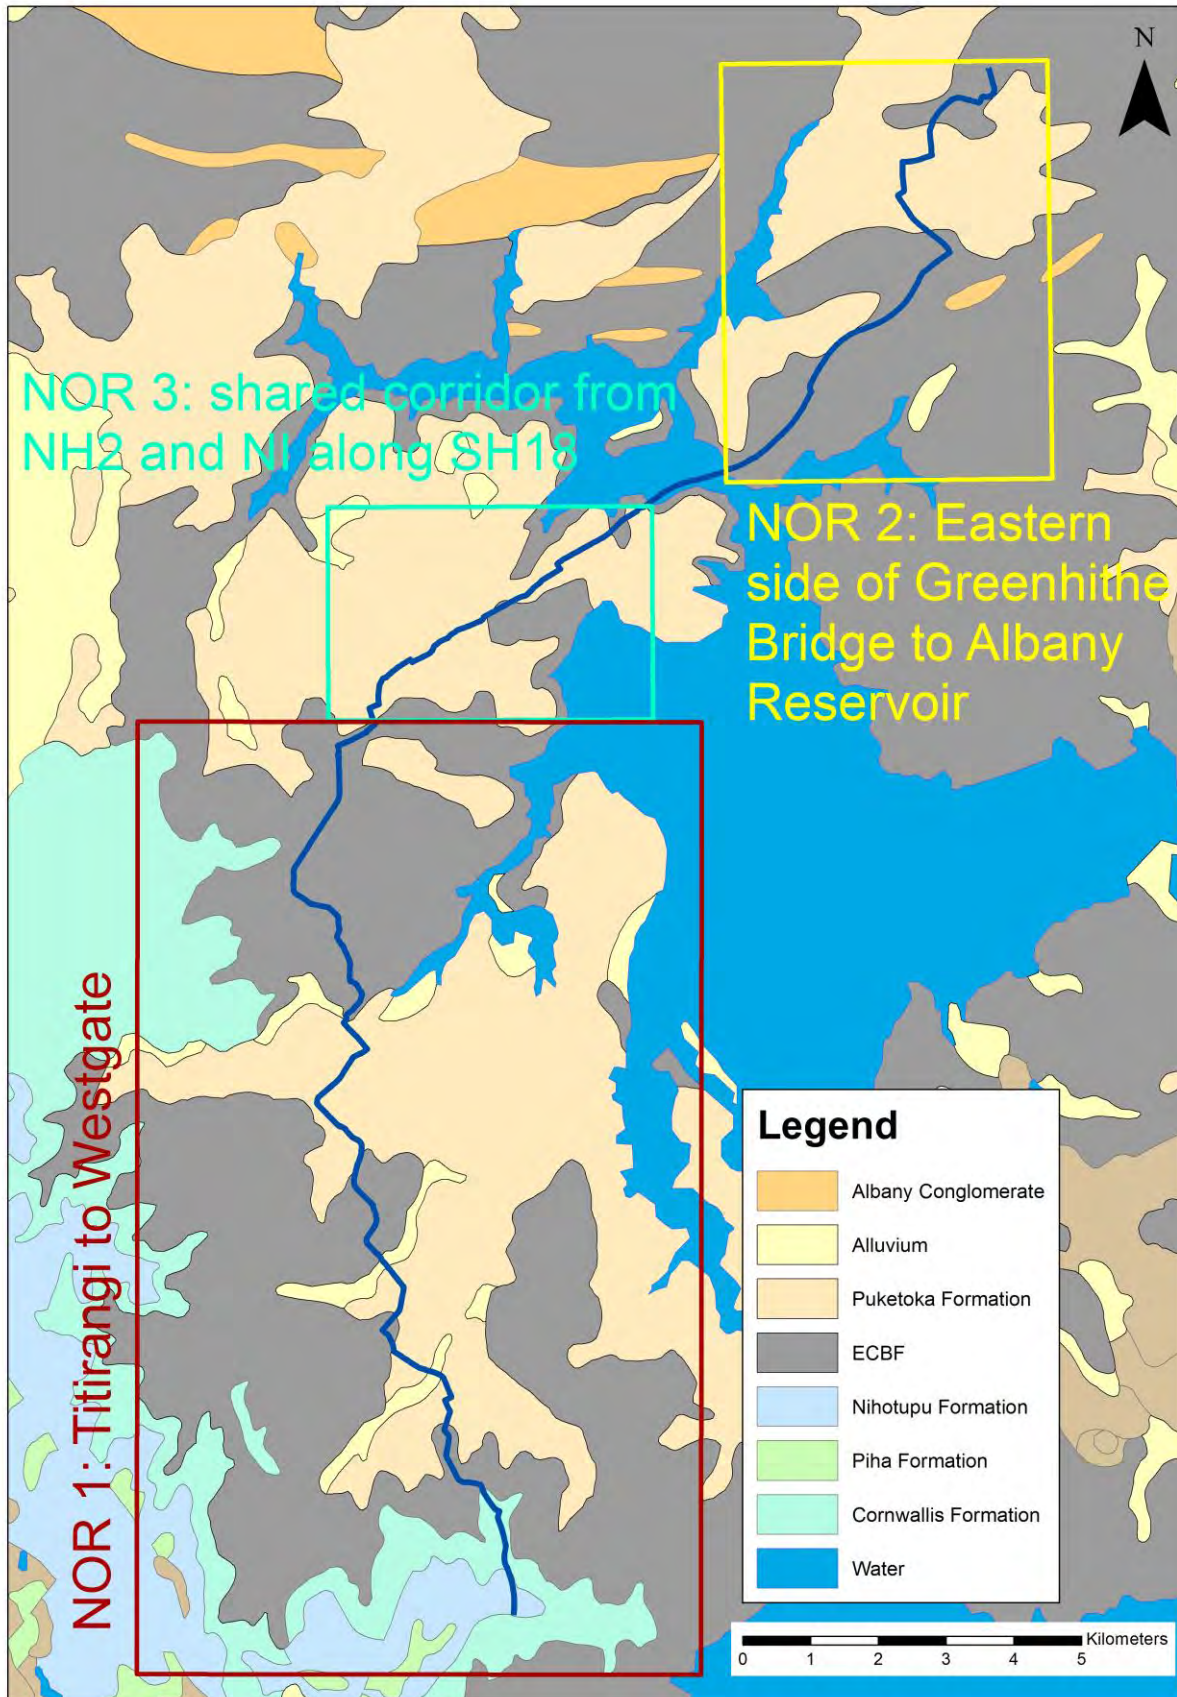 N
NOR 3: shared corridor from
NH2 and NI along SH18
NOR 2: Eastern
side of Greenhithe
Bridge to Albany
Reservoir
NOR 1: Titirangi to Westgate
Legend
Albany Conglomerate
Alluvium
Puketoka Formation
ECBF
Nihotupu Formation
Piha Formation
Cornwallis Formation
Water
Kilometers
0 1 2 3 4 5